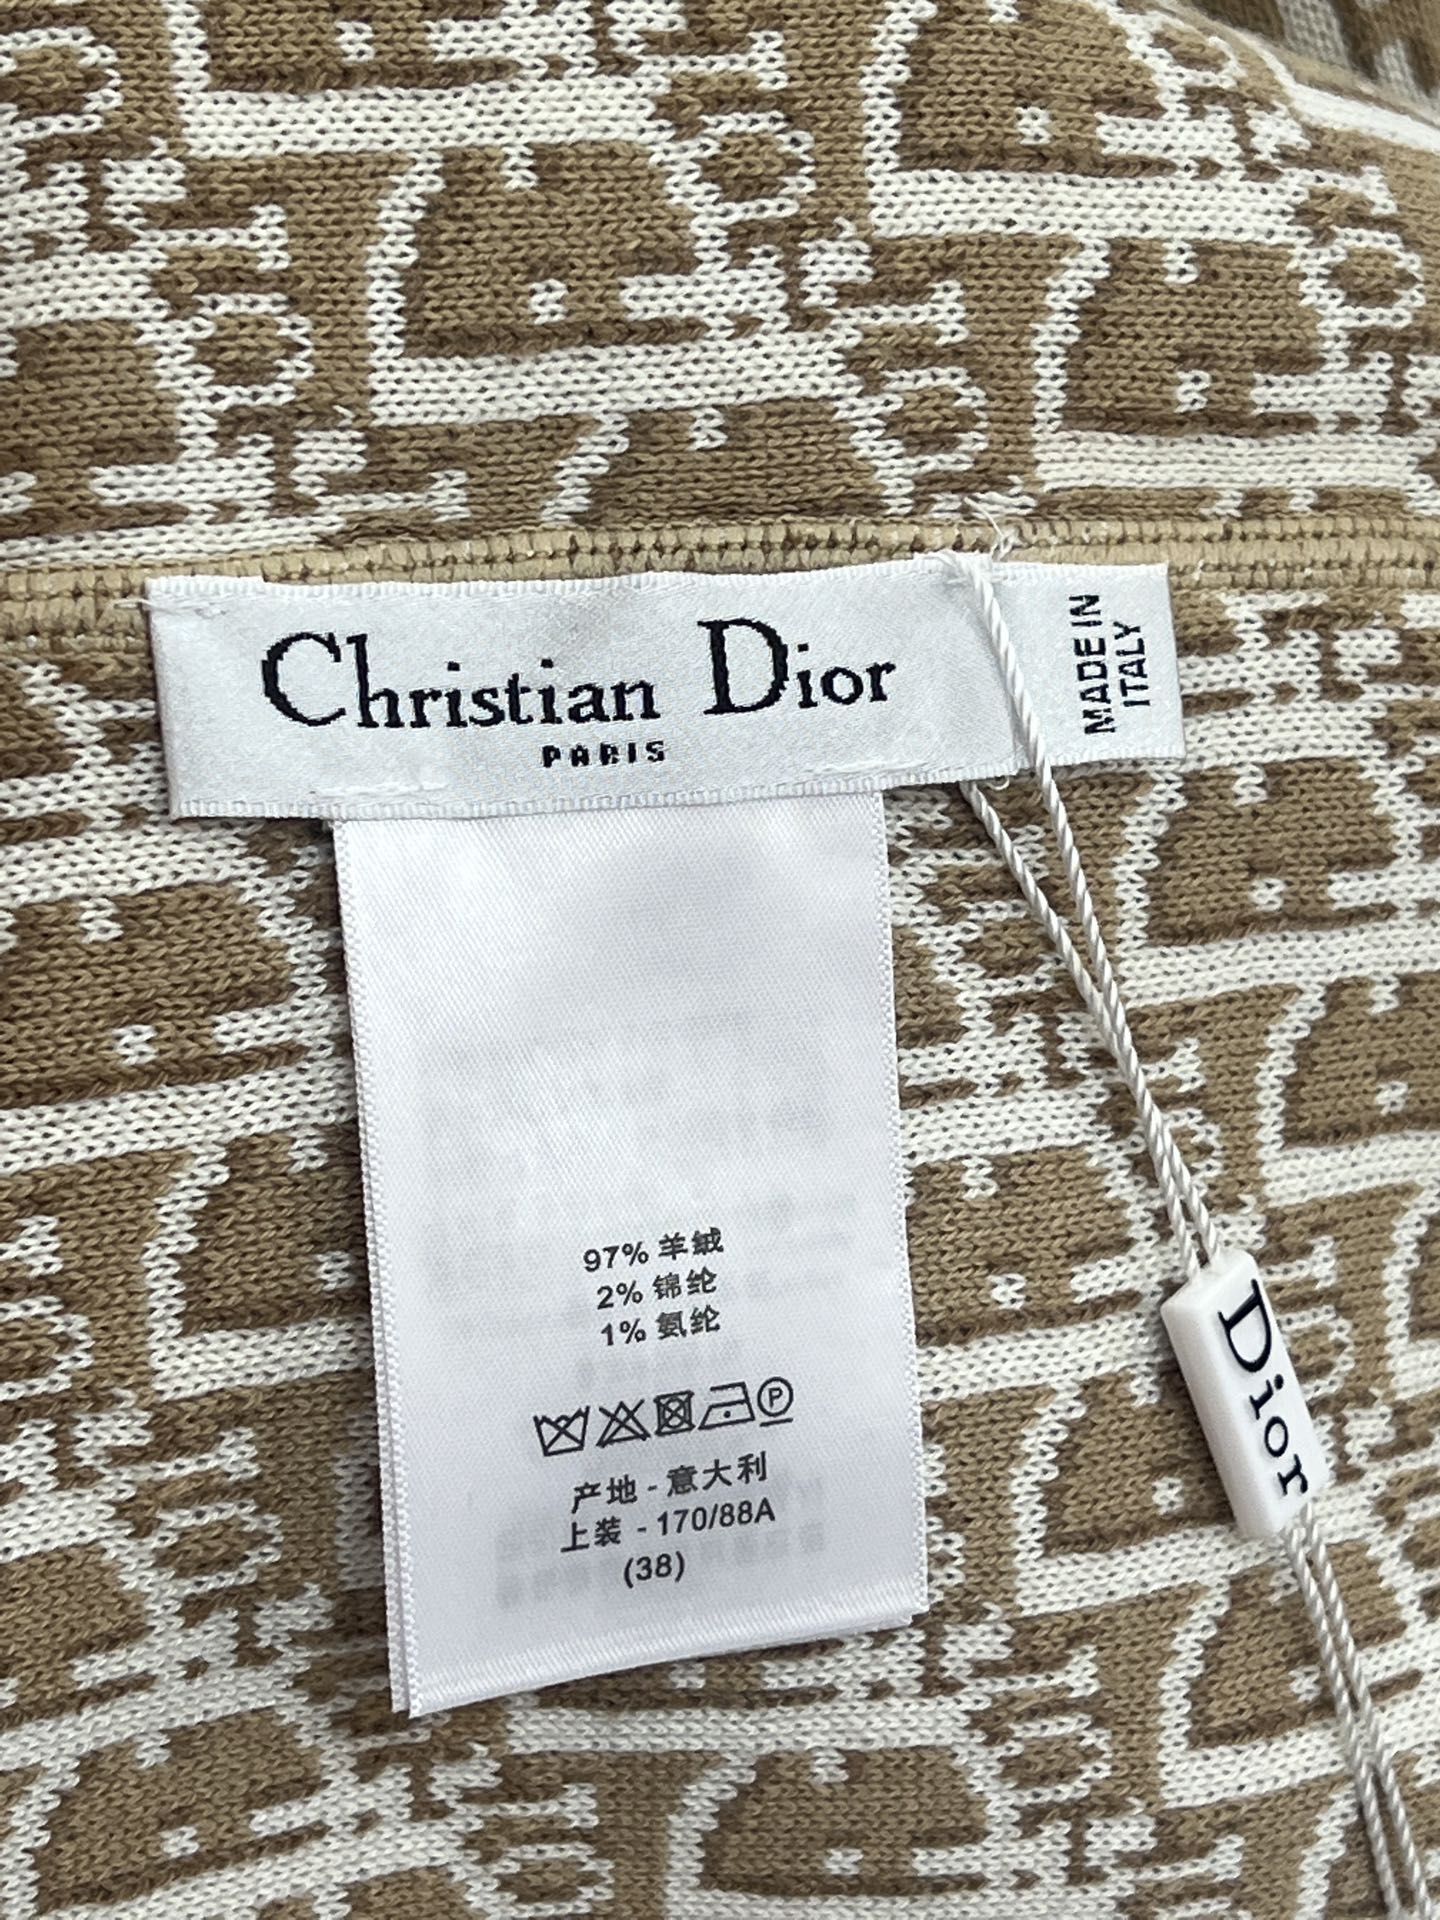 Christian Dior
PARIS
MADE IN
ITALY
97% 羊绒
2% 锦纶
1% 氨纶
P
产地 - 意大利
上装 - 170/88A
(38)
Dior